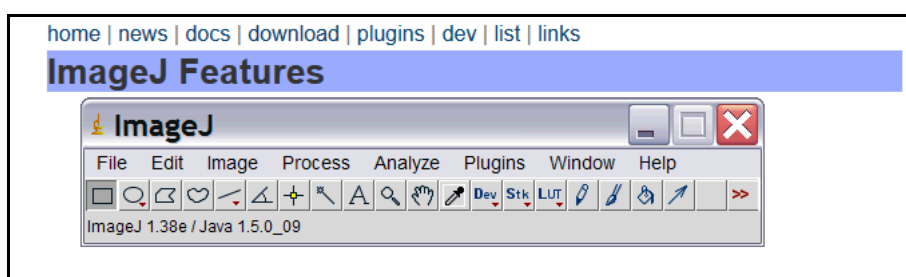 home | news | docs | download | plugins | dev | list | links
ImageJ Features
ImageJ
File Edit Image Process Analyze Plugins Window Help
A Dev Stk LUT >>
ImageJ 1.38e / Java 1.5.0_09